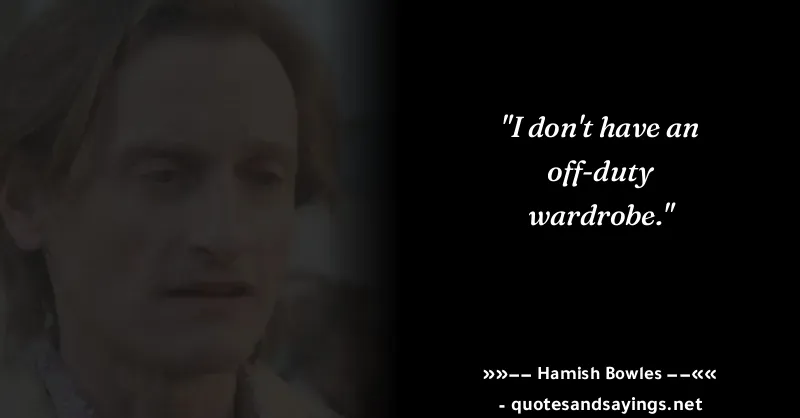 "I don't have an
off-duty
wardrobe."
»»−− Hamish Bowles −−««
- quotesandsayings.net